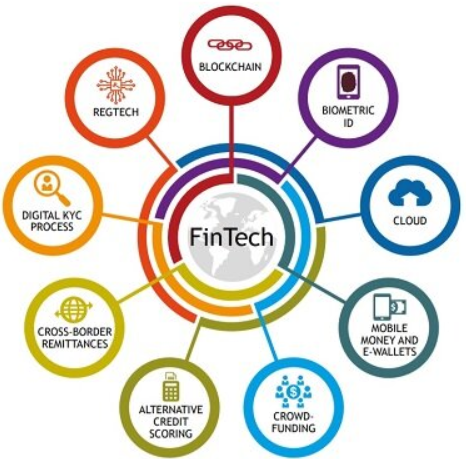 BLOCKCHAIN
BIOMETRIC
ID
CLOUD
MOBILE
MONEY AND
E-WALLETS
CROWD-
FUNDING
ALTERNATIVE
CREDIT
SCORING
CROSS-BORDER
REMITTANCES
DIGITAL KYC
PROCESS
REGTECH
FinTech